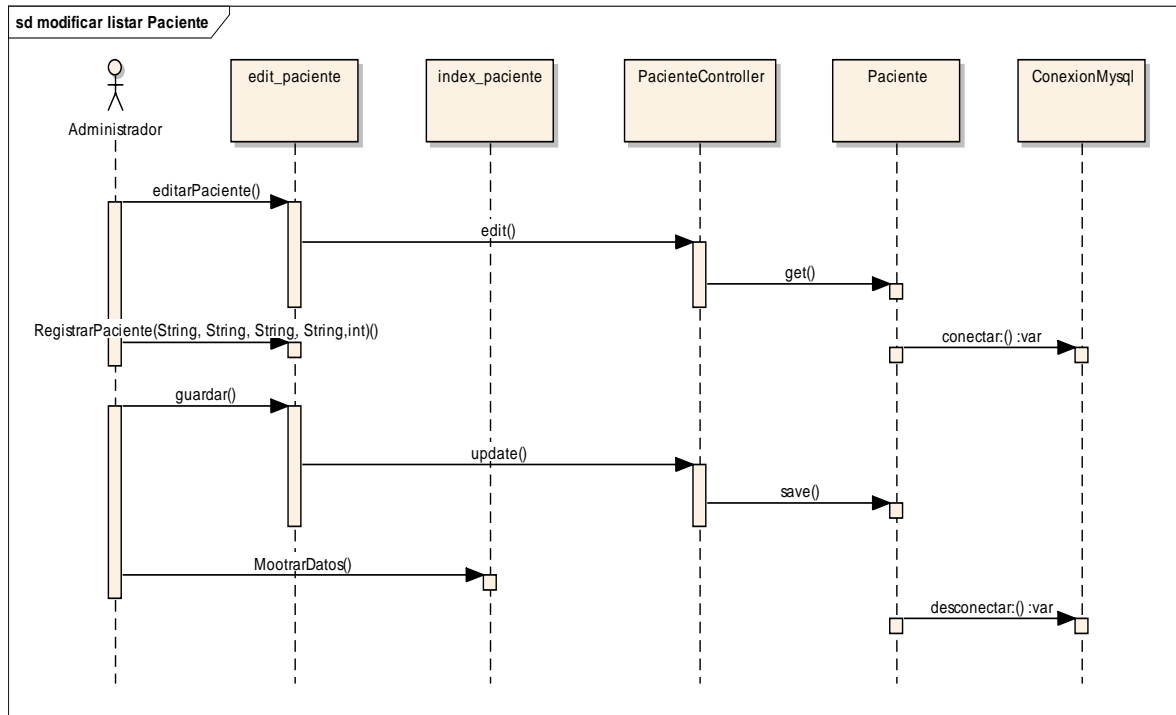 sd modificar listar Paciente
Administrador
edit_paciente
index_paciente
PacienteController
Paciente
ConexionMysql
editarPaciente()
edit()
get()
RegistrarPaciente(String, String, String, String,int)()
conectar:() :var
guardar()
update()
save()
MootrarDatos()
desconectar:() :var